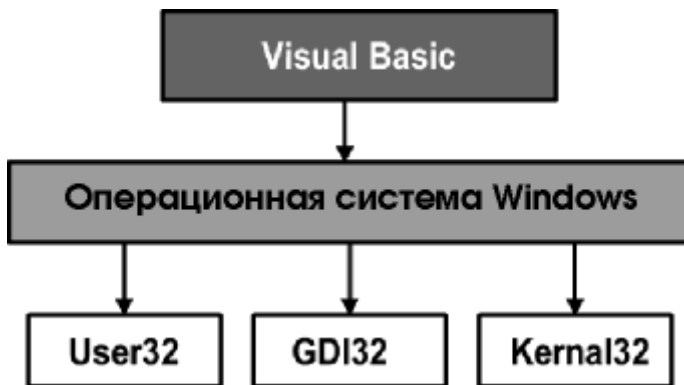 Visual Basic
Операционная система Windows
User32
GDI32
Kernal32